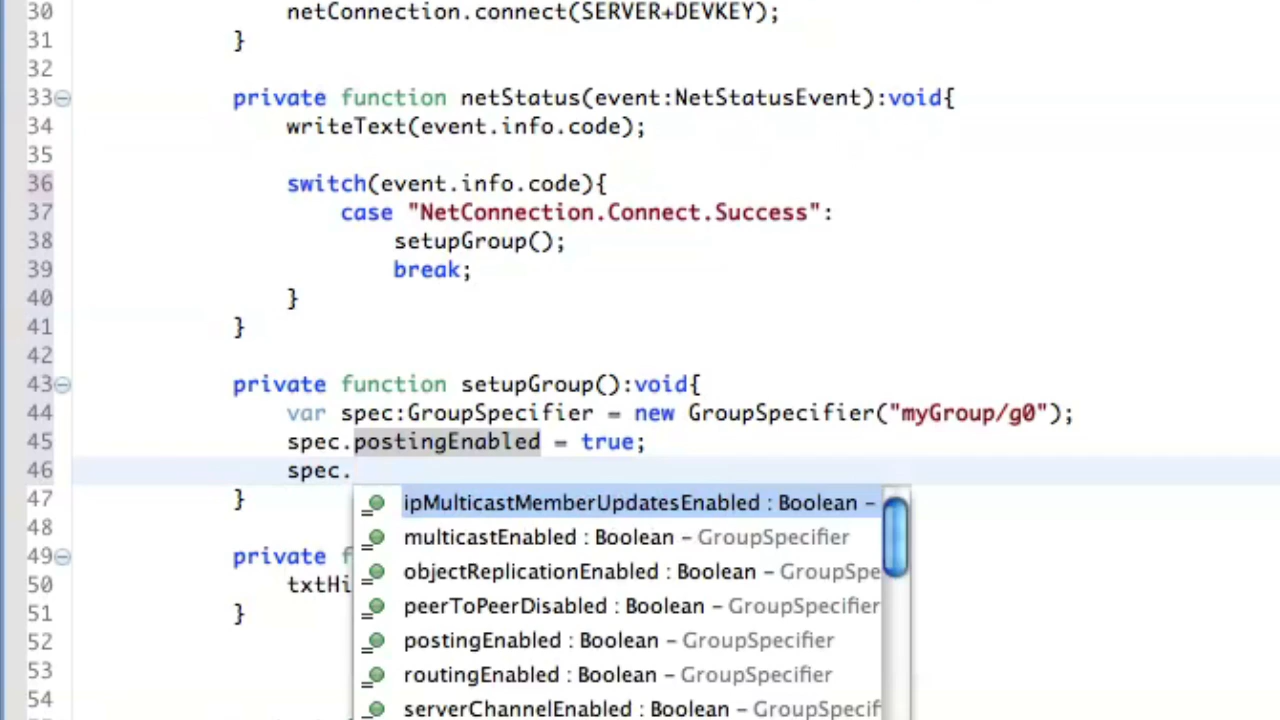 30 netConnection.connect(SERVER+DEVKEY);
31 }
32
33 private function netStatus(event:NetStatusEvent):void{
34 writeText(event.info.code);
35
36 switch(event.info.code){
37 case "NetConnection.Connect.Success":
38 setupGroup();
39 break;
40 }
41 }
42
43 private function setupGroup():void{
44 var spec:GroupSpecifier = new GroupSpecifier("myGroup/g0");
45 spec.postingEnabled = true;
46 spec.
47 }
ipMulticastMemberUpdatesEnabled : Boolean –
48
multicastEnabled : Boolean – GroupSpecifier
49 private f
objectReplicationEnabled : Boolean – GroupSpe
50 txtHi
peerToPeerDisabled : Boolean – GroupSpecifier
51 }
52
postingEnabled : Boolean – GroupSpecifier
53
routingEnabled : Boolean – GroupSpecifier
54
serverChannelEnabled : Boolean – GroupSpecif